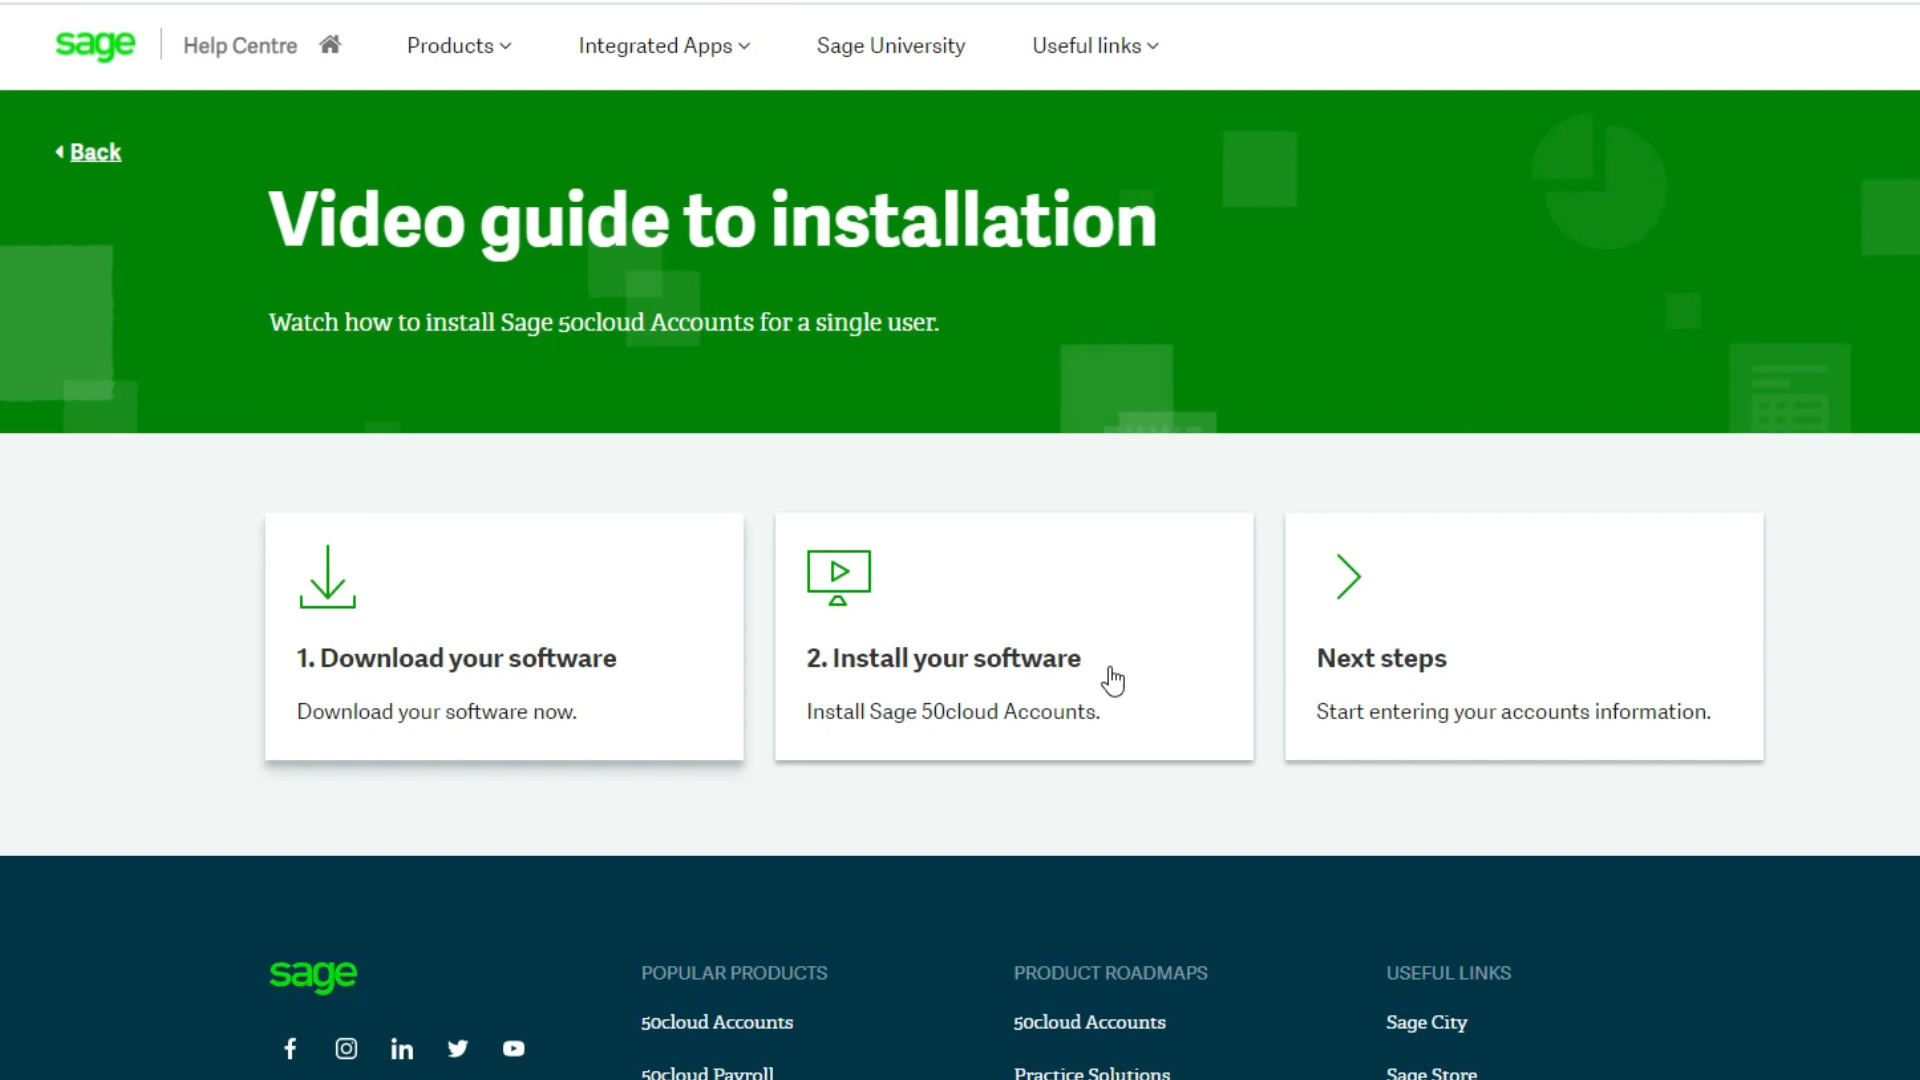 sage Help Centre Products Integrated Apps Sage University Useful links
Back
Video guide to installation
Watch how to install Sage 50cloud Accounts for a single user.
1. Download your software
Download your software now.
2. Install your software
Install Sage 50cloud Accounts.
Next steps
Start entering your accounts information.
sage
POPULAR PRODUCTS
50cloud Accounts
50cloud Payroll
PRODUCT ROADMAPS
50cloud Accounts
Practice Solutions
USEFUL LINKS
Sage City
Sage Store